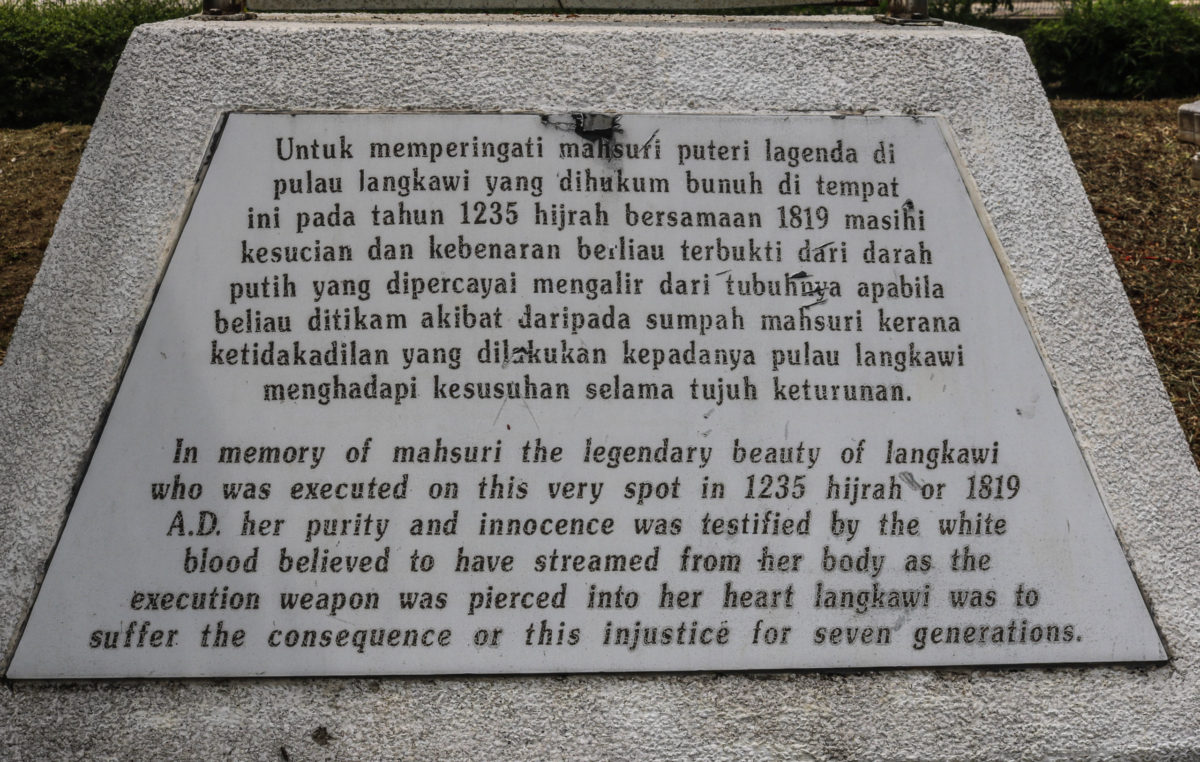 Untuk memperingati mahsuri puteri lagenda di
pulau langkawi yang dihukum bunuh di tempat
ini pada tahun 1235 hijrah bersamaan 1819 masihi
kesucian dan kebenaran berliau terbukti dari darah
putih yang dipercayai mengalir dari tubuhnya apabila
beliau ditikam akibat daripada sumpah mahsuri kerana
ketidakadilan yang dilakukan kepadanya pulau langkawi
menghadapi kesusuhan selama tujuh keturunan.
In memory of mahsuri the legendary beauty of langkawi
who was executed on this very spot in 1235 hijrah or 1819
A.D. her purity and innocence was testified by the white
blood believed to have streamed from her body as the
execution weapon was pierced into her heart langkawi was to
suffer the consequence or this injustice for seven generations.